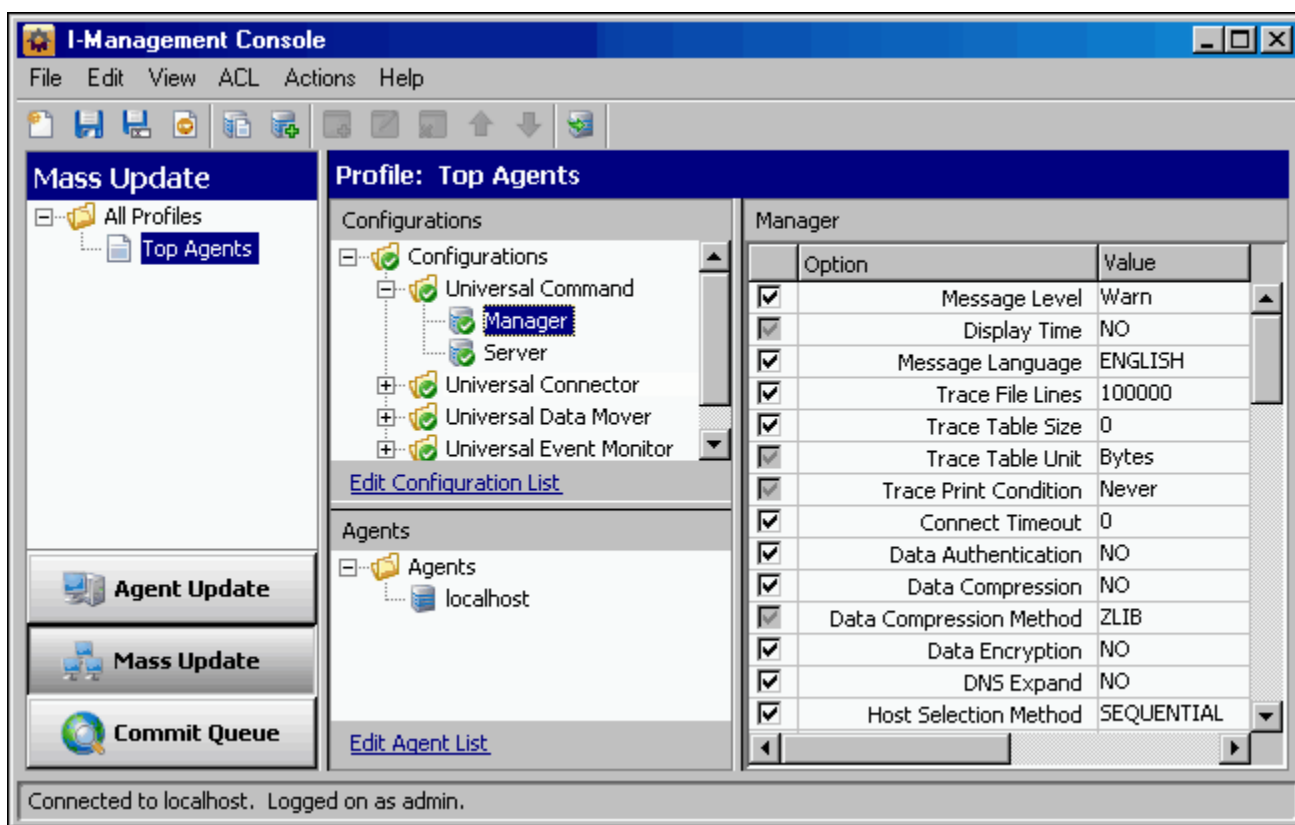 I-Management Console
File Edit View ACL Actions Help
Mass Update
All Profiles
Top Agents
Agent Update
Mass Update
Commit Queue
Profile: Top Agents
Configurations
Configurations
Universal Command
Manager
Server
Universal Connector
Universal Data Mover
Universal Event Monitor
Edit Configuration List
Agents
Agents
localhost
Edit Agent List
Manager
Option Value
Message Level Warn
Display Time NO
Message Language ENGLISH
Trace File Lines 100000
Trace Table Size 0
Trace Table Unit Bytes
Trace Print Condition Never
Connect Timeout 0
Data Authentication NO
Data Compression NO
Data Compression Method ZLIB
Data Encryption NO
DNS Expand NO
Host Selection Method SEQUENTIAL
Connected to localhost. Logged on as admin.